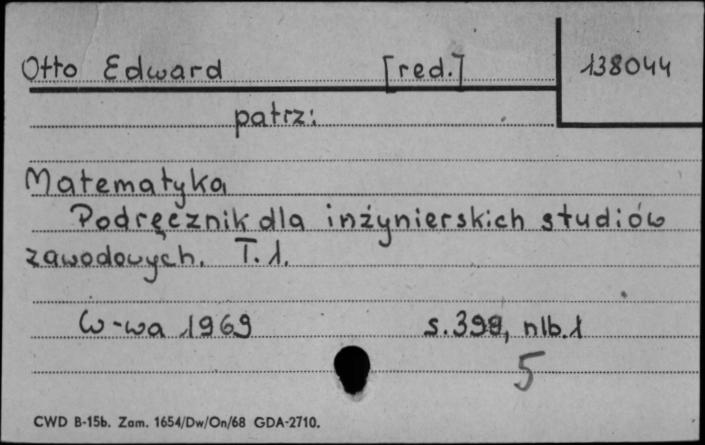 Otto Edward [red.] 138044
patrz:
Matematyka
Podręcznik dla inżynierskich studiów
zawodowych. T. 1.
W-wa 1969 s. 398, nlb. 1
5
CWD B-15b. Zam. 1654/Dw/On/68 GDA-2710.